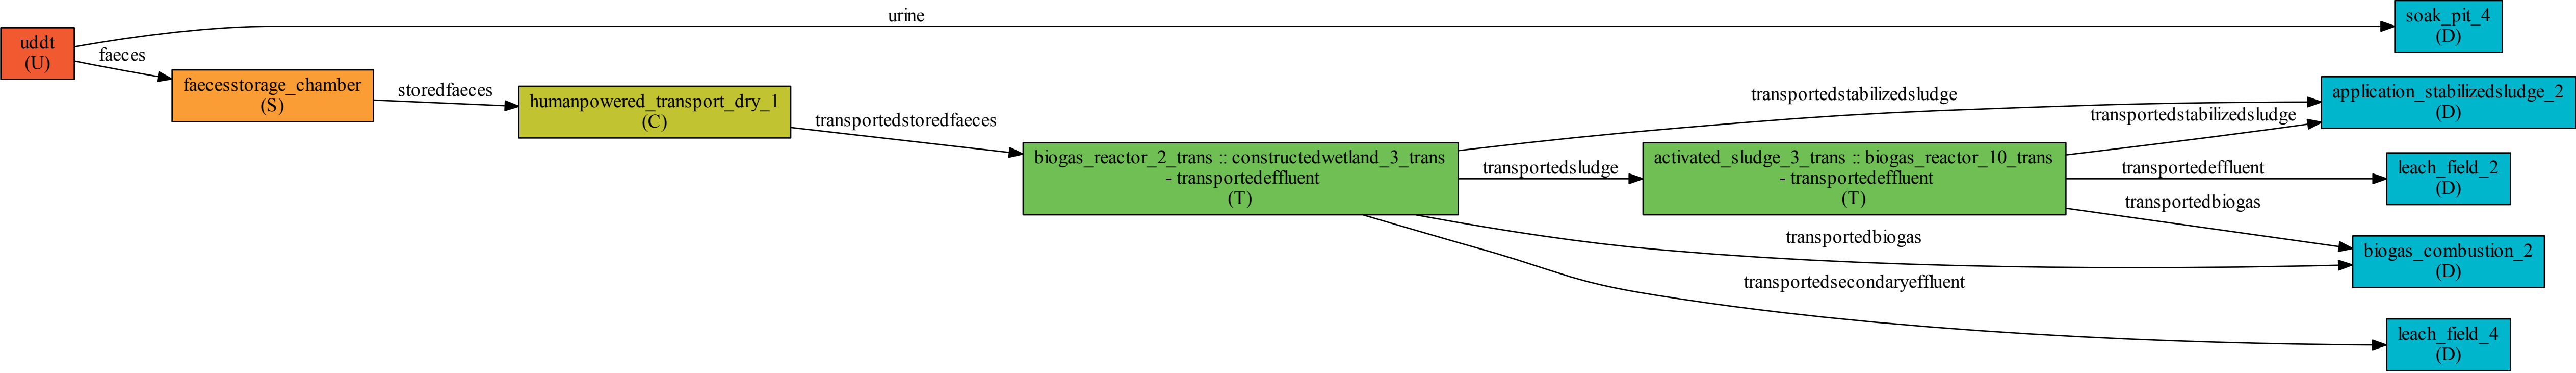 urine
soak_pit_4
(D)
uddt
(U)
faeces
faecesstorage_chamber
(S)
storedfaeces
humanpowered_transport_dry_1
(C)
transportedstoredfaeces
biogas_reactor_2_trans :: constructedwetland_3_trans
- transportedeffluent
(T)
transportedstabilizedsludge
transportedsludge
activated_sludge_3_trans :: biogas_reactor_10_trans
- transportedeffluent
(T)
transportedstabilizedsludge
application_stabilizedsludge_2
(D)
transportedeffluent
leach_field_2
(D)
transportedbiogas
transportedbiogas
biogas_combustion_2
(D)
transportedsecondaryeffluent
leach_field_4
(D)